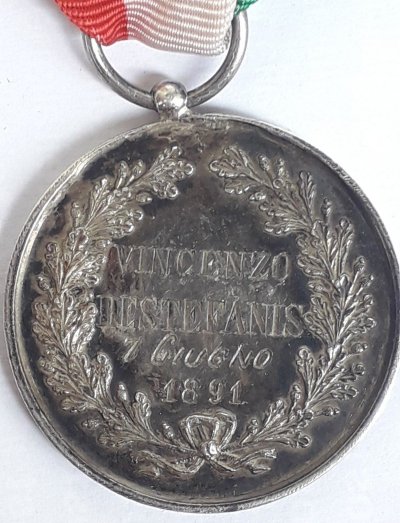 VINCENZO
DESTEFANIS
7 GIUGNO
1891